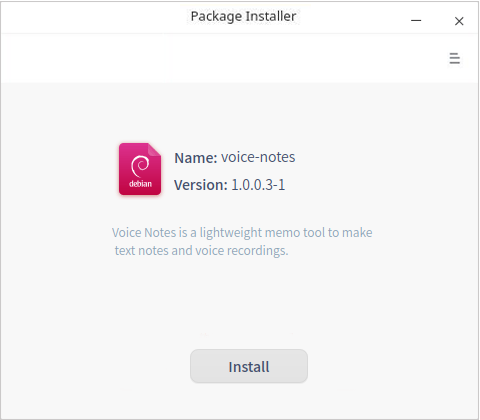 Package Installer
debian
Name: voice-notes
Version: 1.0.0.3-1
Voice Notes is a lightweight memo tool to make
text notes and voice recordings.
Install